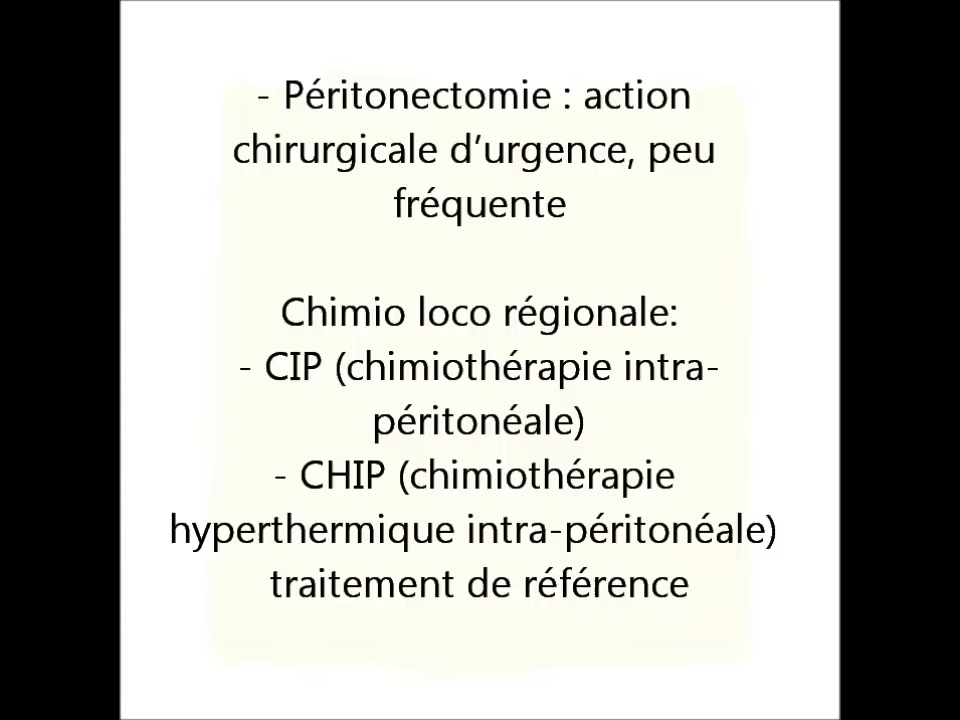 - Péritonectomie : action
chirurgicale d’urgence, peu
fréquente
Chimio loco régionale:
- CIP (chimiothérapie intra-
péritonéale)
- CHIP (chimiothérapie
hyperthermique intra-péritonéale)
traitement de référence